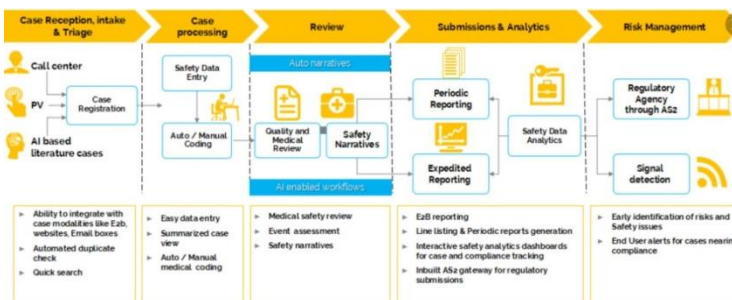 Case Reception, intake
& Triage
Case
processing
Review
Submissions & Analytics
Risk Management
Call center
PV
AI based
literature cases
Case
Registration
Safety Data
Entry
Auto / Manual
Coding
Auto narratives
Quality and
Medical
Review
Safety
Narratives
AI enabled workflows
Periodic
Reporting
Expedited
Reporting
Safety Data
Analytics
Regulatory
Agency
through AS2
Signal
detection
Ability to integrate with
case modalities like E2b,
websites, Email boxes
Automated duplicate
check
Quick search
Easy data entry
Summarized case
view
Auto / Manual
medical coding
Medical safety review
Event assessment
Safety narratives
E2B reporting
Line listing & Periodic reports generation
Interactive safety analytics dashboards
for case and compliance tracking
Inbuilt AS2 gateway for regulatory
submissions
Early identification of risks and
Safety issues
End User alerts for cases nearin
compliance